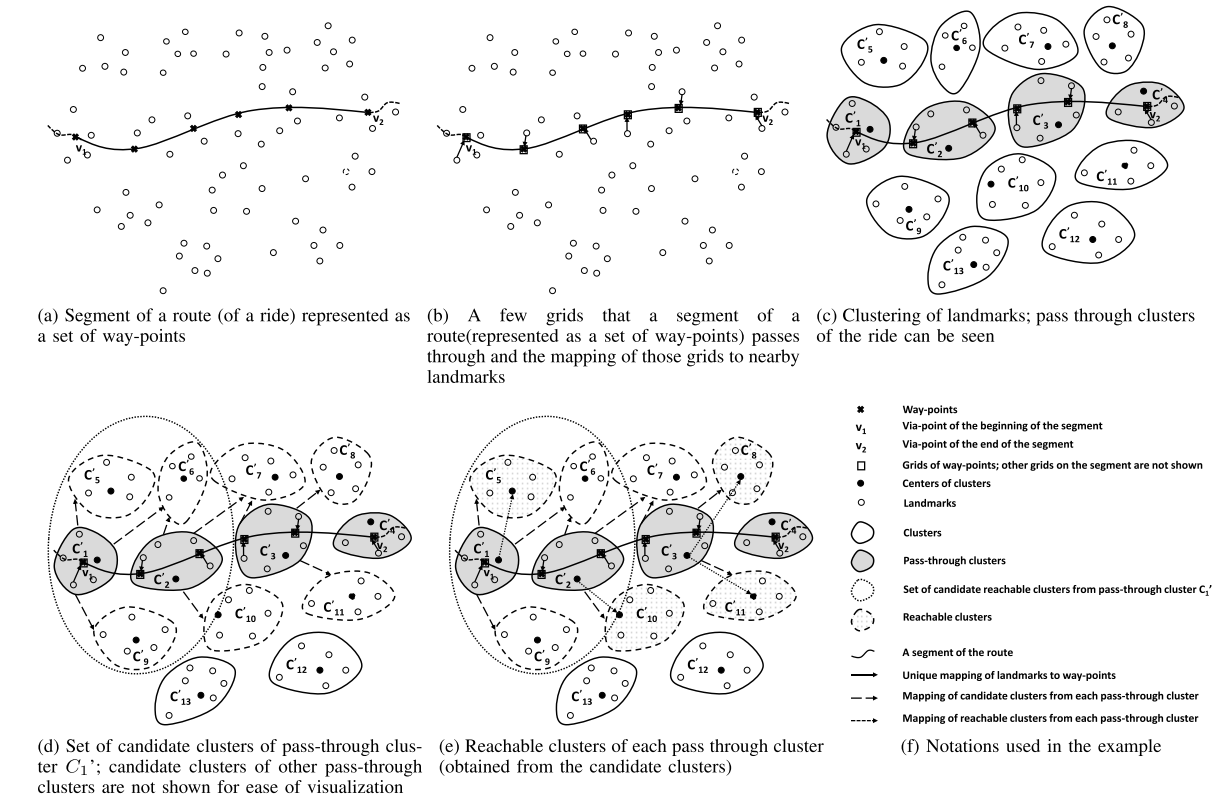 v1
v2
(a) Segment of a route (of a ride) represented as
a set of way-points
v1
v2
(b) A few grids that a segment of a
route(represented as a set of way-points) passes
through and the mapping of those grids to nearby
landmarks
C'5
C'6
C'7
C'8
C'1
v1
C'2
C'3
C'4
v2
C'9
C'10
C'11
C'12
C'13
(c) Clustering of landmarks; pass through clusters
of the ride can be seen
C'5
C'6
C'7
C'8
C'1
v1
C'2
C'3
C'4
v2
C'9
C'10
C'11
C'12
C'13
(d) Set of candidate clusters of pass-through clus-
ter C1'; candidate clusters of other pass-through
clusters are not shown for ease of visualization
C'5
C'6
C'7
C'8
C'1
v1
C'2
C'3
C'4
v2
C'9
C'10
C'11
C'12
C'13
(e) Reachable clusters of each pass through cluster
(obtained from the candidate clusters)
Way-points
v1 Via-point of the beginning of the segment
v2 Via-point of the end of the segment
Grids of way-points; other grids on the segment are not shown
Centers of clusters
Landmarks
Clusters
Pass-through clusters
Set of candidate reachable clusters from pass-through cluster C1'
Reachable clusters
A segment of the route
Unique mapping of landmarks to way-points
Mapping of candidate clusters from each pass-through cluster
Mapping of reachable clusters from each pass-through cluster
(f) Notations used in the example